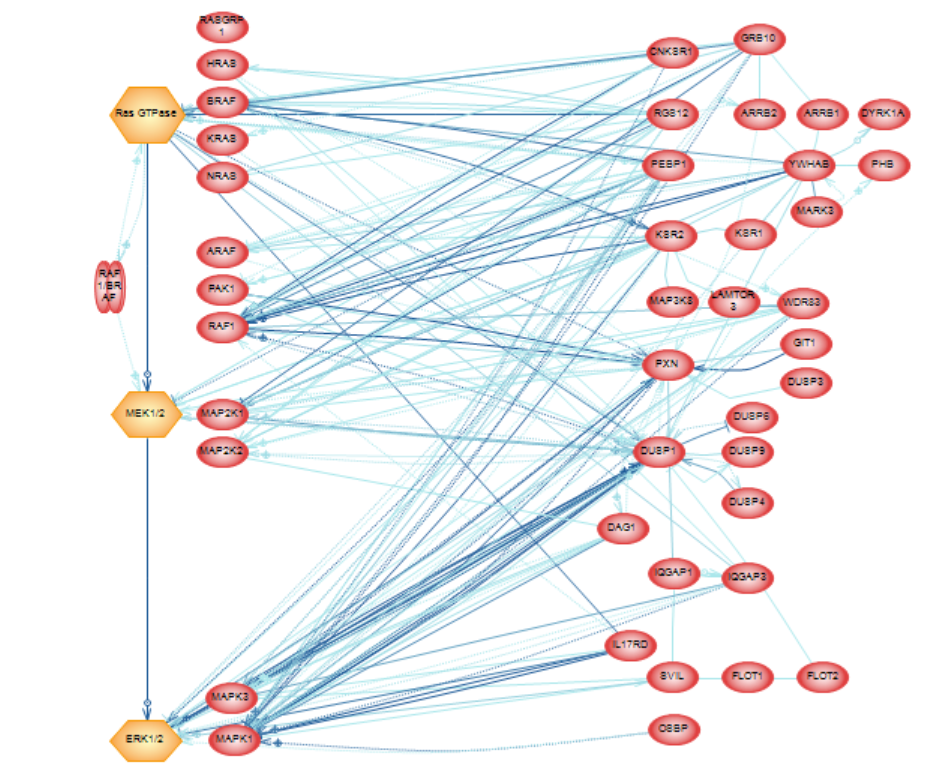 RASGRP
1
HRAS
BRAF
KRAS
NRAS
Ras GTPase
RAF
1/BR
AF
ARAF
PAK1
RAF1
MEK1/2
MAP2K1
MAP2K2
MAPK3
MAPK1
ERK1/2
CNKSR1
GRB10
RGS12
ARRB2
ARRB1
DYRK1A
PEBP1
YWHAB
PHB
MARK3
KSR2
KSR1
MAP3K8
LAMTOR
3
WDR83
GIT1
PXN
DUSP3
DUSP6
DUSP1
DUSP9
DUSP4
DAG1
IQGAP1
IQGAP3
IL17RD
SVIL
FLOT1
FLOT2
OSBP